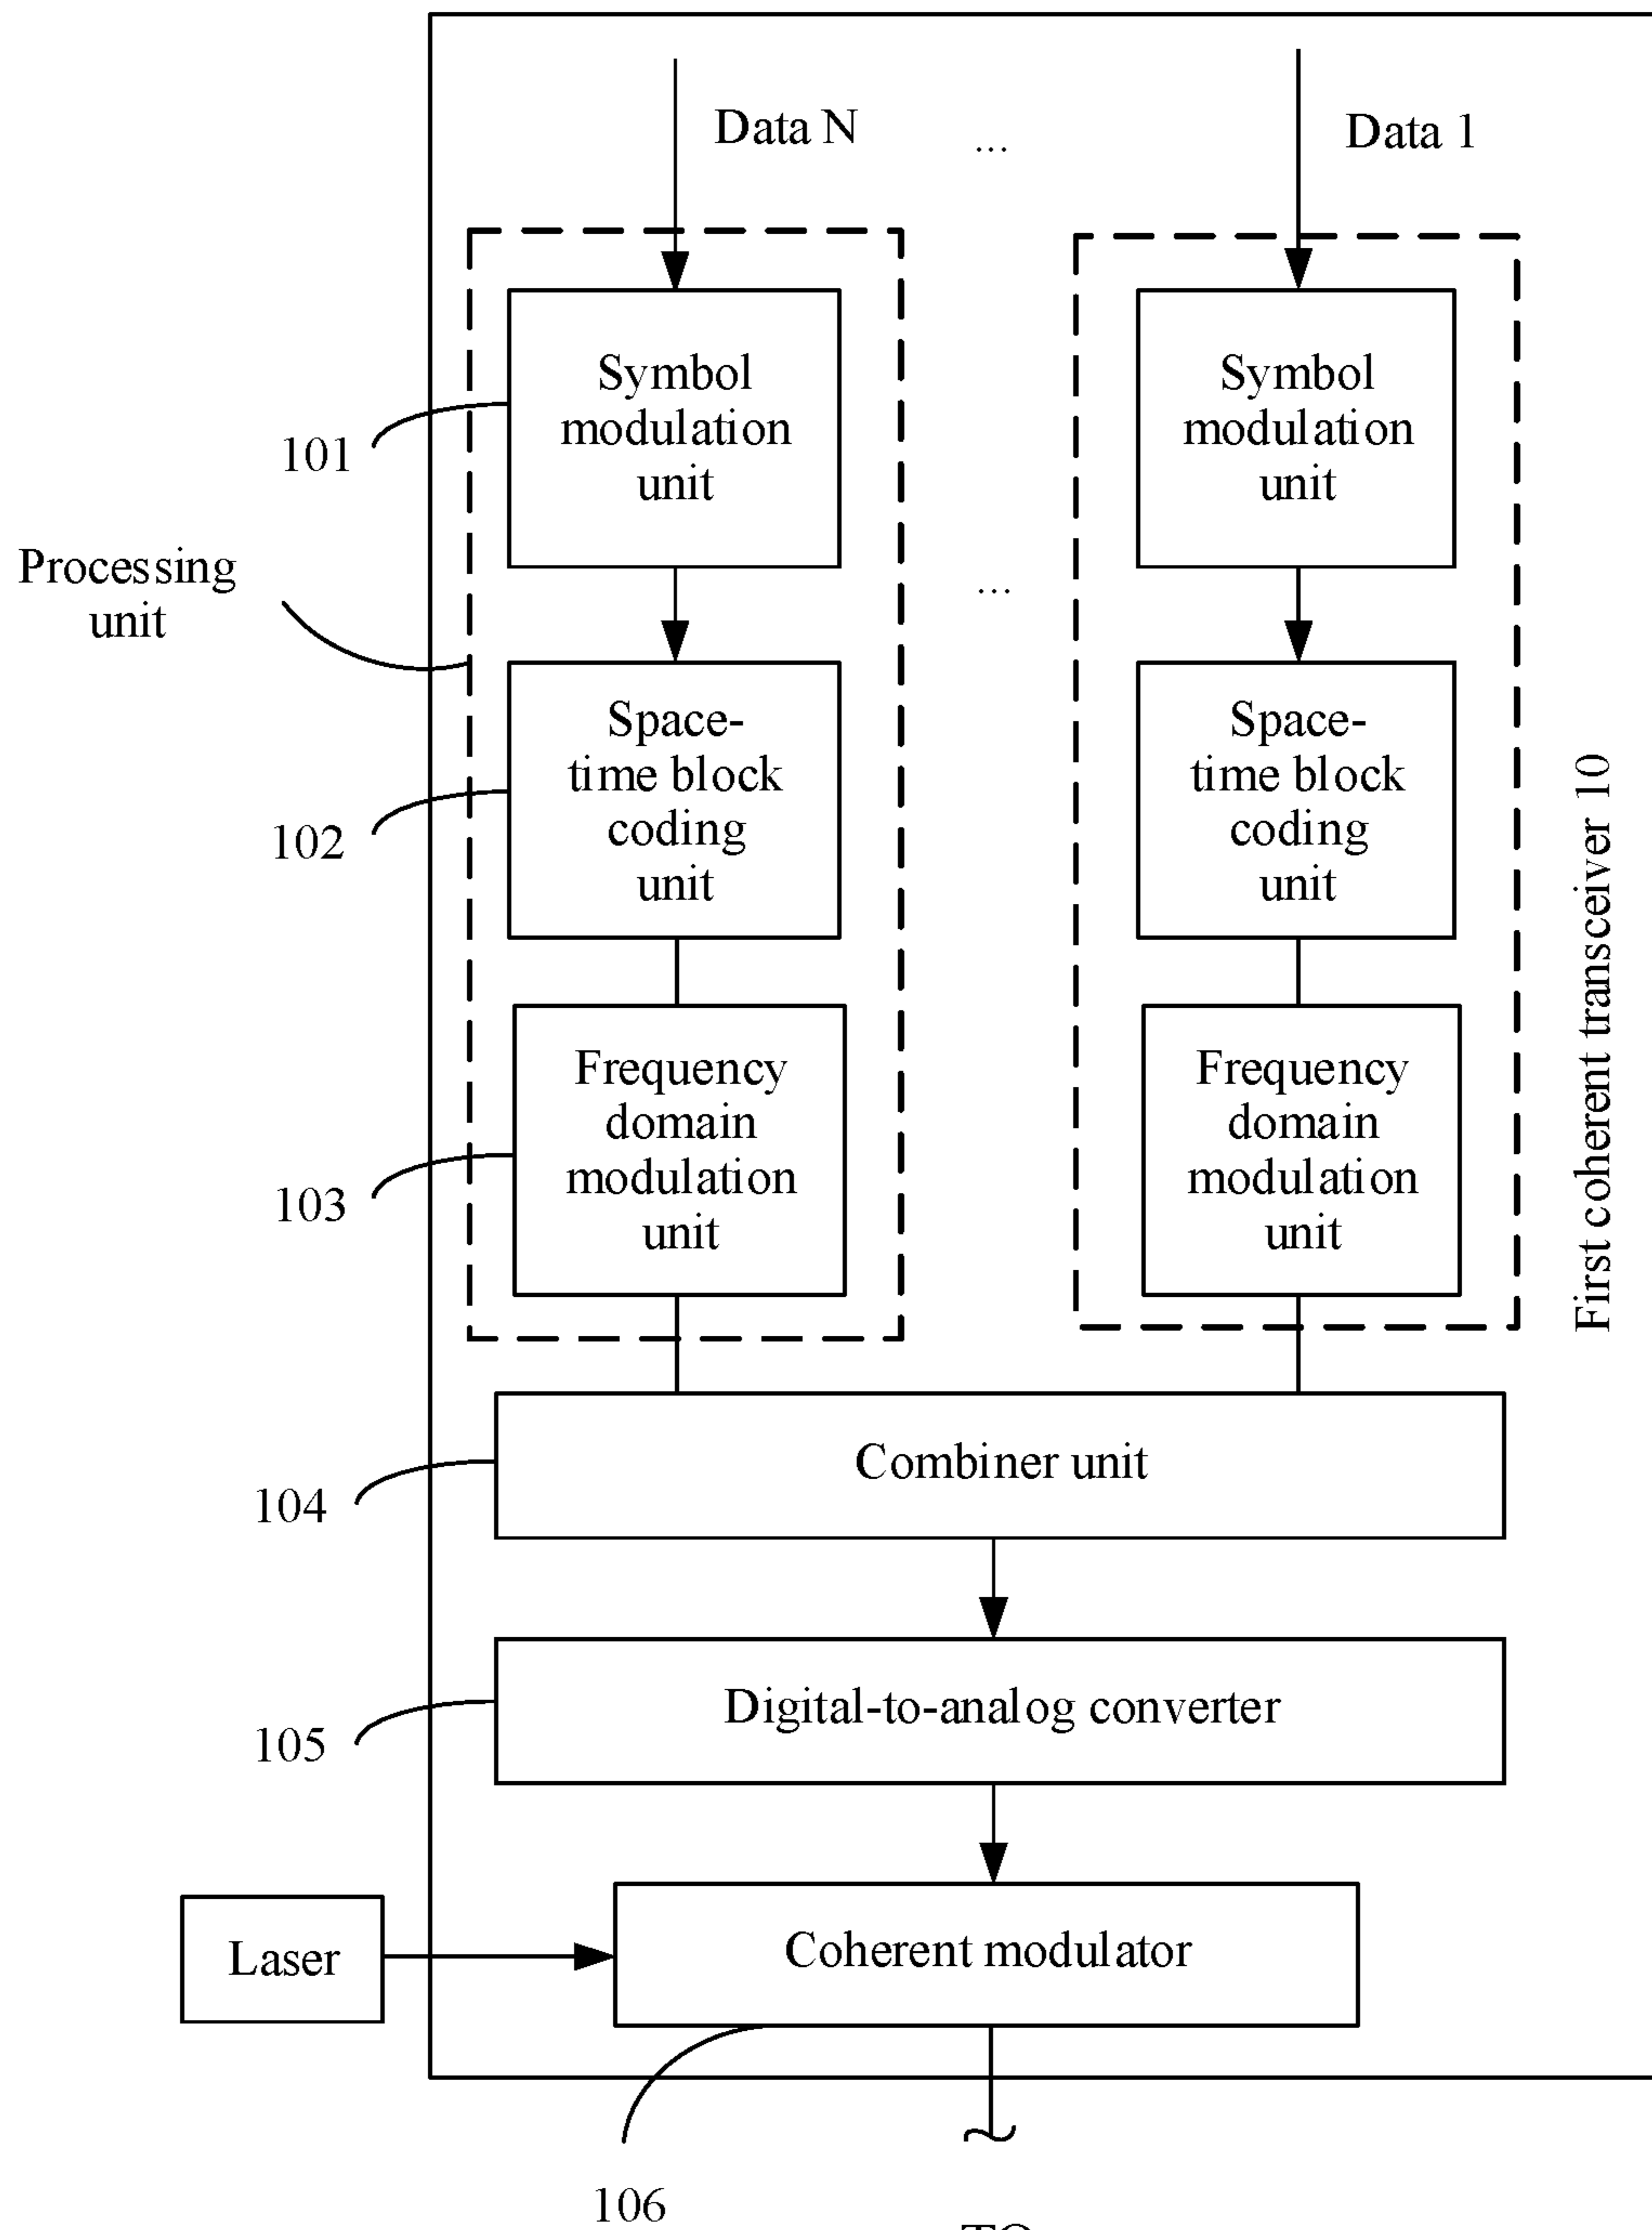 Data N
...
Data 1
Symbol
modulation
unit
Symbol
modulation
unit
101
Processing
unit
...
Space-
time block
coding
unit
Space-
time block
coding
unit
102
First coherent transceiver 10
Frequency
domain
modulation
unit
Frequency
domain
modulation
unit
103
Combiner unit
104
Digital-to-analog converter
105
Laser
Coherent modulator
106
TO